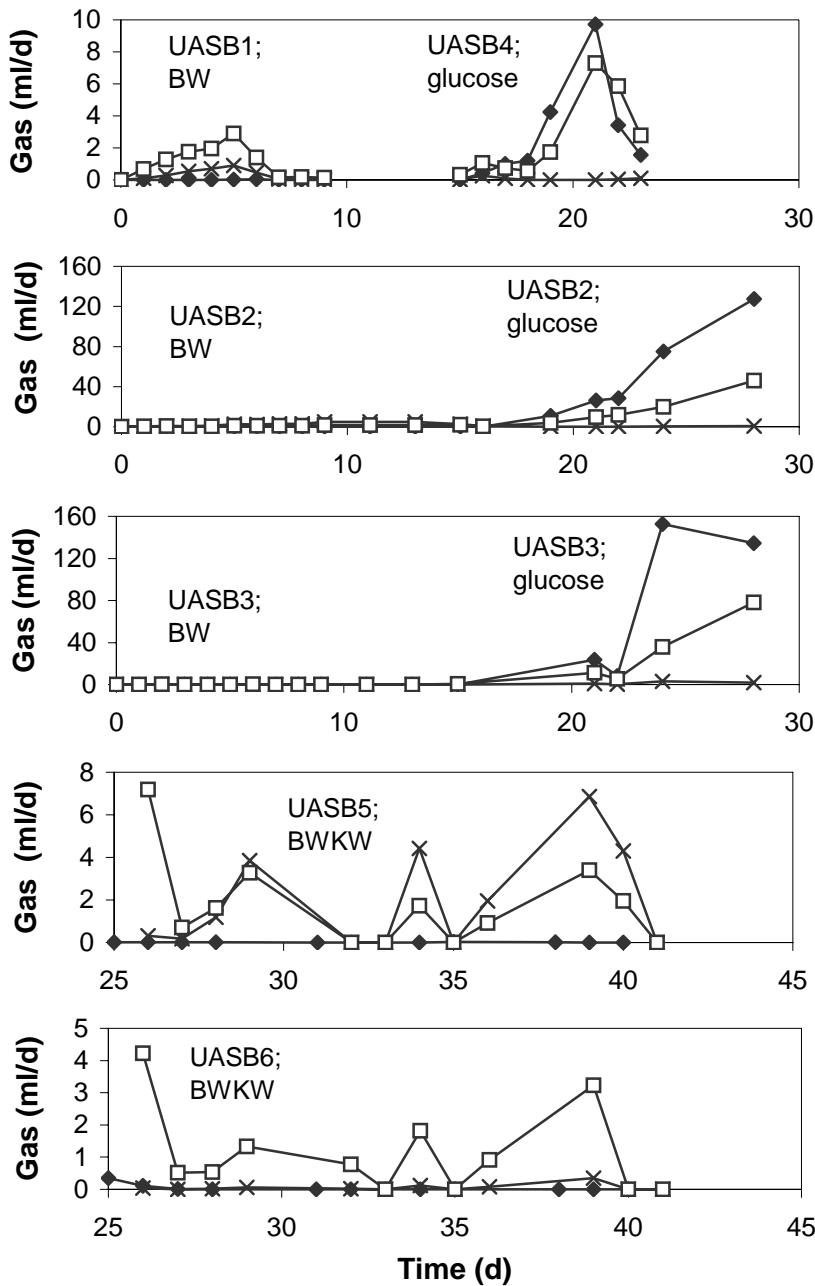 10
8
6
4
2
0
Gas (ml/d)
UASB1;
BW
UASB4;
glucose
0 10 20 30
160
120
80
40
0
Gas (ml/d)
UASB2;
BW
UASB2;
glucose
0 10 20 30
160
120
80
40
0
Gas (ml/d)
UASB3;
BW
UASB3;
glucose
0 10 20 30
8
6
4
2
0
Gas (ml/d)
UASB5;
BWKW
25 30 35 40 45
5
4
3
2
1
0
Gas (ml/d)
UASB6;
BWKW
25 30 35 40 45
Time (d)